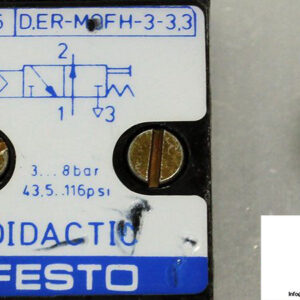 D.ER-MOFH-3-3,3
2
1 3
3...8bar
43,5..116psi
DIDACTIC
FESTO